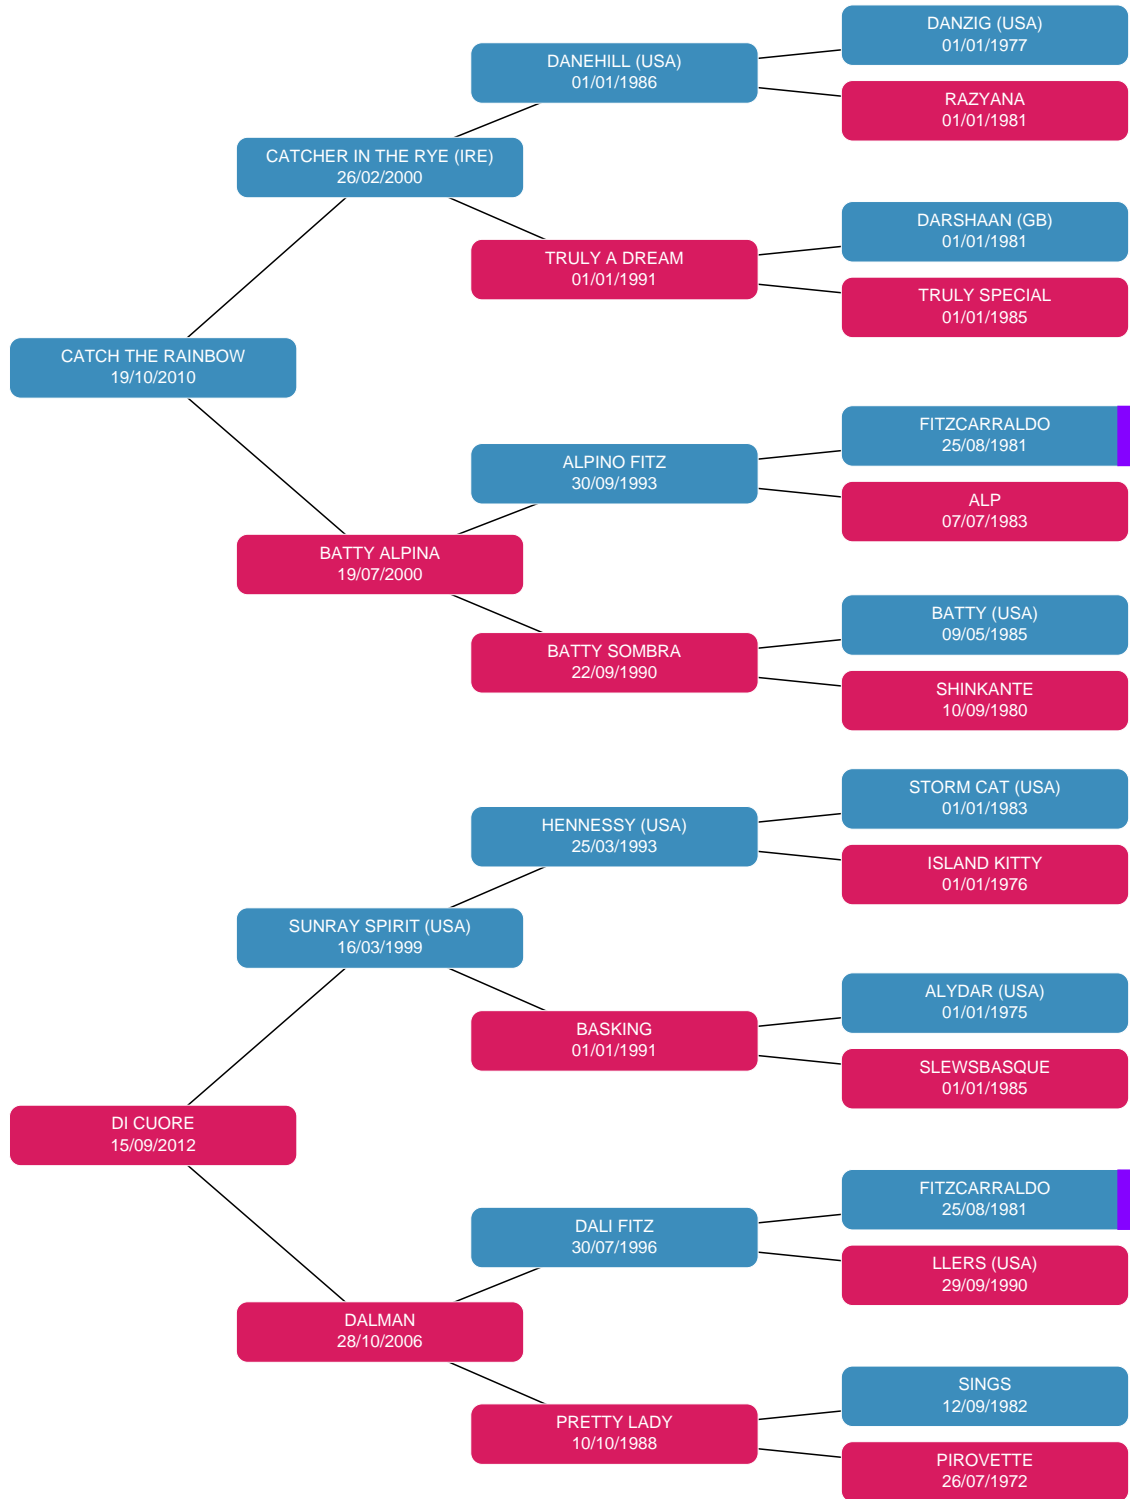 DANZIG (USA)
01/01/1977
DANEHILL (USA)
01/01/1986
RAZYANA
01/01/1981
CATCHER IN THE RYE (IRE)
26/02/2000
DARSHAAN (GB)
01/01/1981
TRULY A DREAM
01/01/1991
TRULY SPECIAL
01/01/1985
CATCH THE RAINBOW
19/10/2010
FITZCARRALDO
25/08/1981
ALPINO FITZ
30/09/1993
ALP
07/07/1983
BATTY ALPINA
19/07/2000
BATTY (USA)
09/05/1985
BATTY SOMBRA
22/09/1990
SHINKANTE
10/09/1980
STORM CAT (USA)
01/01/1983
HENNESSY (USA)
25/03/1993
ISLAND KITTY
01/01/1976
SUNRAY SPIRIT (USA)
16/03/1999
ALYDAR (USA)
01/01/1975
BASKING
01/01/1991
SLEWSBASQUE
01/01/1985
DI CUORE
15/09/2012
FITZCARRALDO
25/08/1981
DALI FITZ
30/07/1996
LLERS (USA)
29/09/1990
DALMAN
28/10/2006
SINGS
12/09/1982
PRETTY LADY
10/10/1988
PIROVETTE
26/07/1972